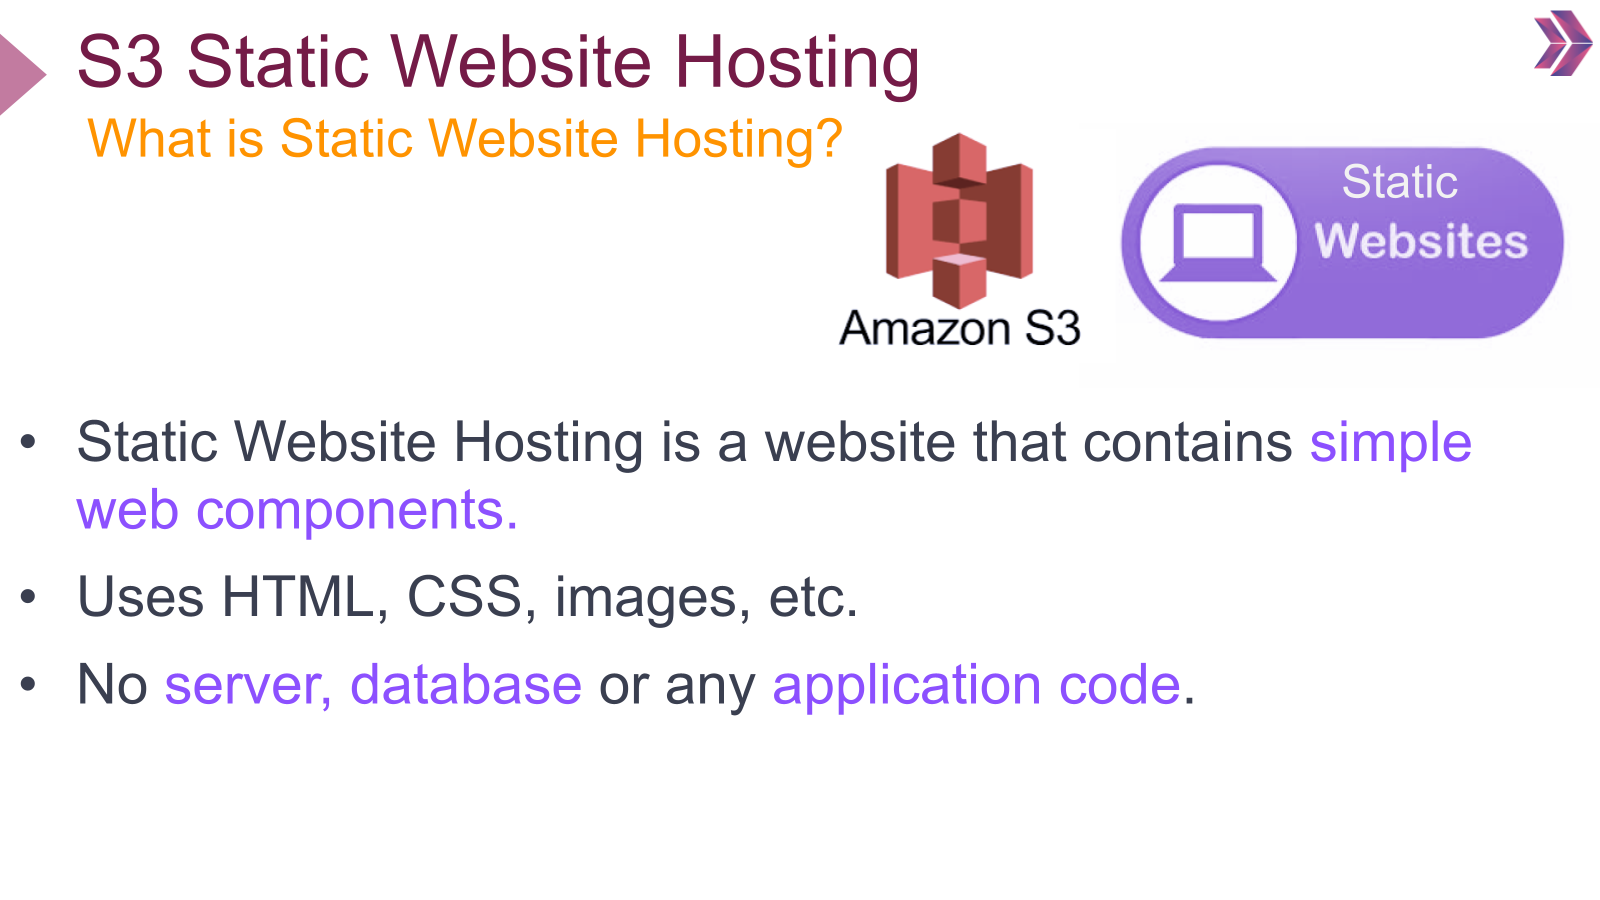 S3 Static Website Hosting
What is Static Website Hosting?
Static
Websites
Amazon S3
• Static Website Hosting is a website that contains simple
web components.
• Uses HTML, CSS, images, etc.
• No server, database or any application code.